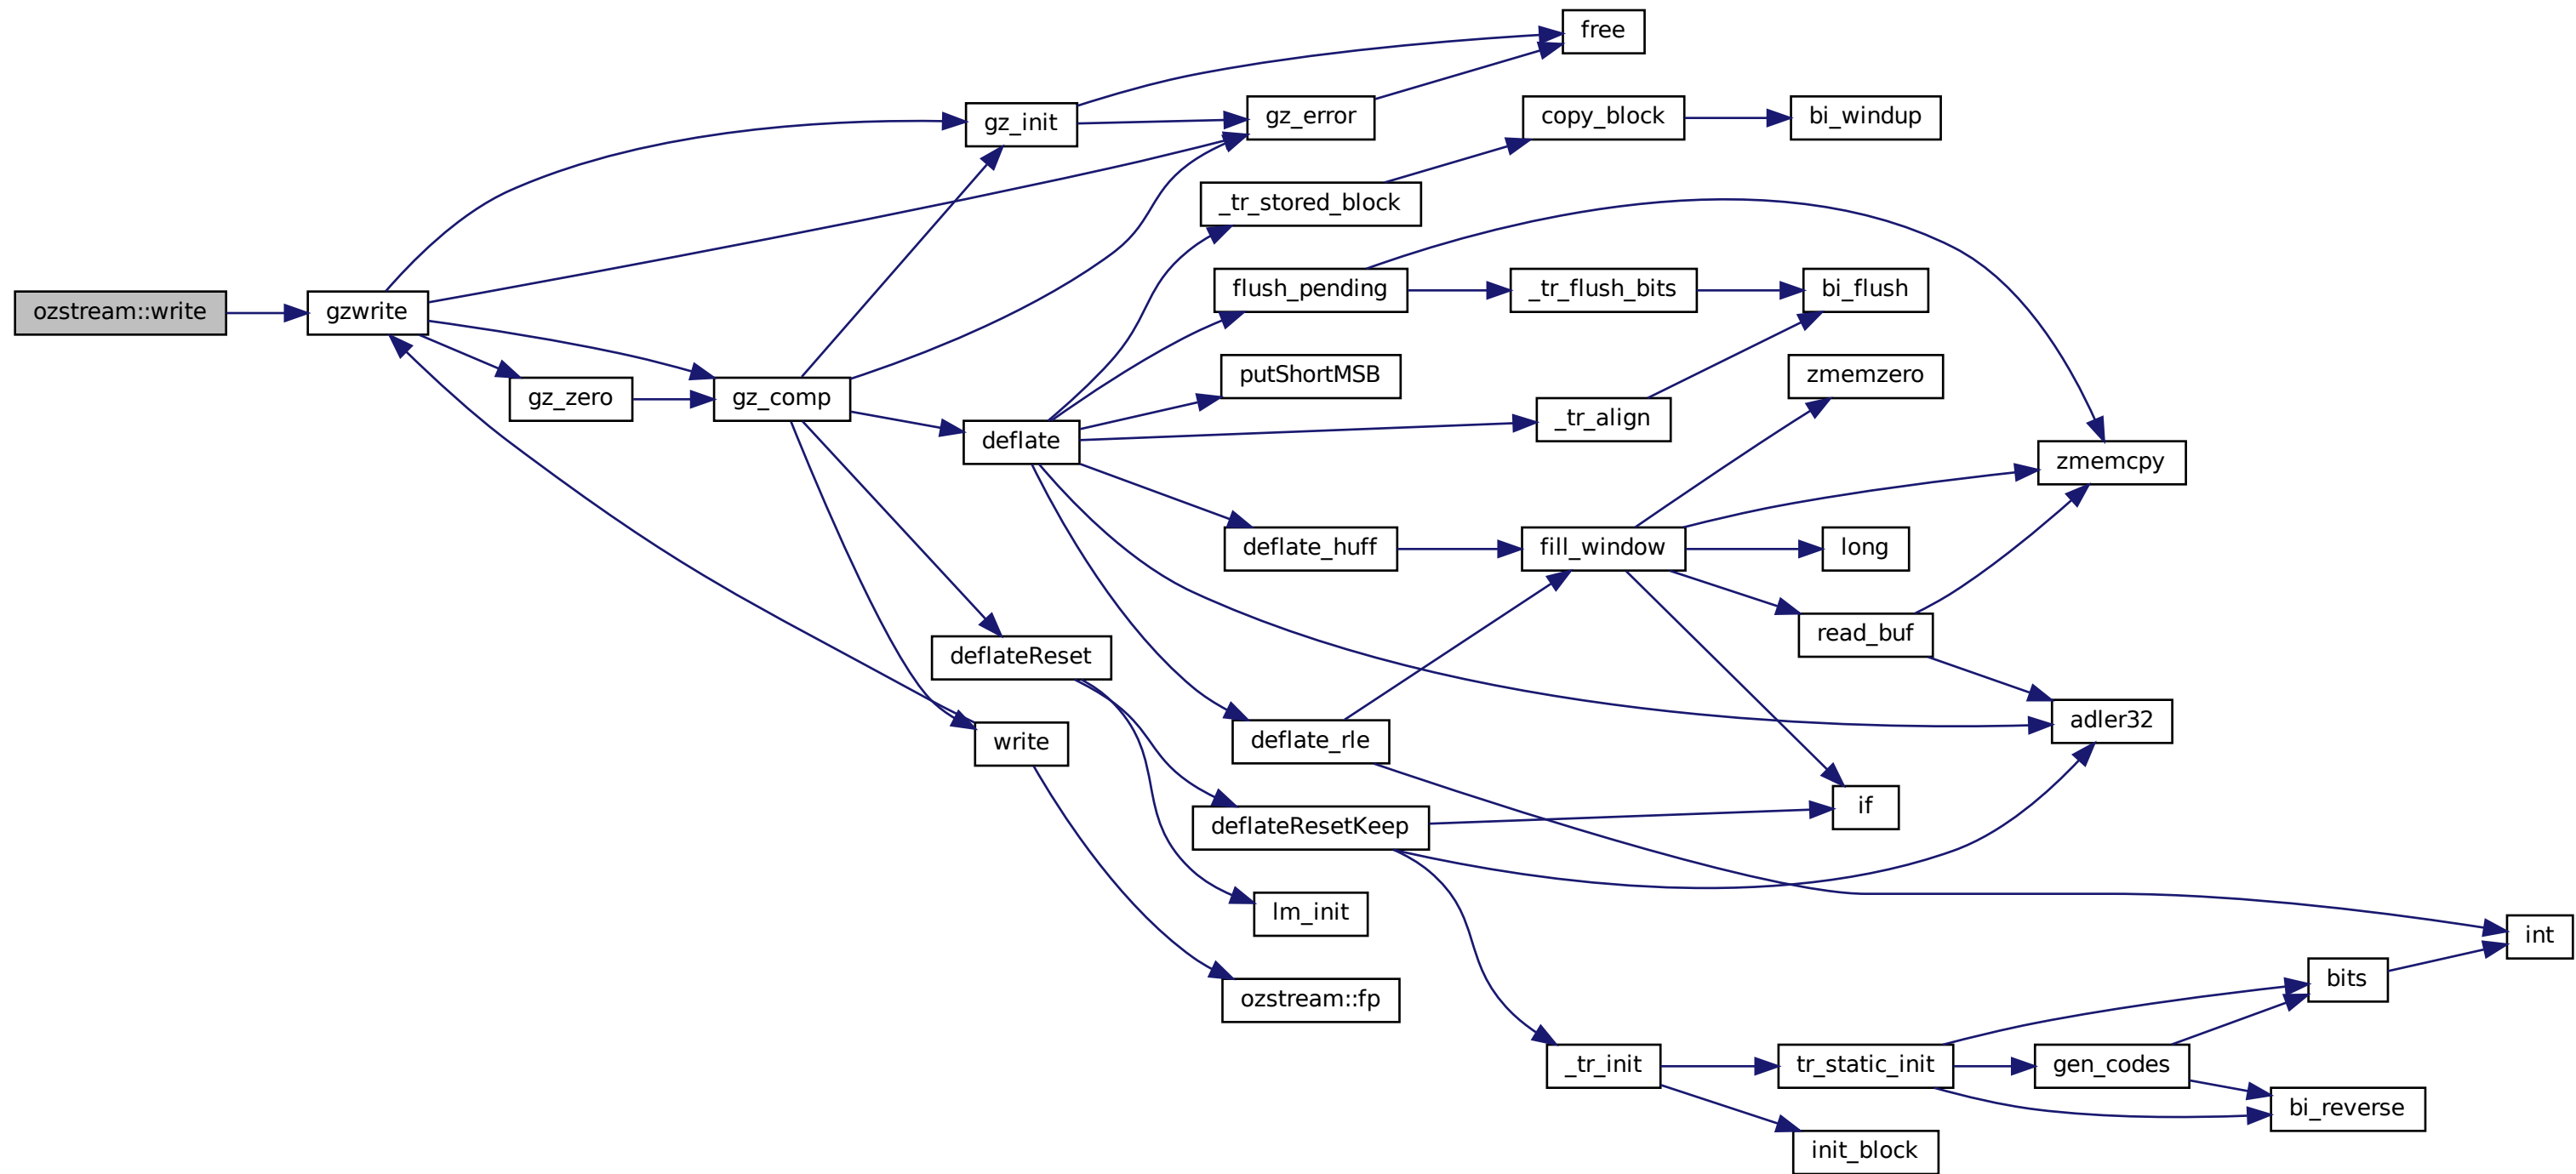 ozstream::write
gzwrite
gz_zero
gz_comp
gz_init
deflate
deflateReset
write
free
gz_error
_tr_stored_block
flush_pending
putShortMSB
deflate_huff
deflate_rle
deflateResetKeep
lm_init
ozstream::fp
copy_block
_tr_flush_bits
_tr_align
fill_window
_tr_init
bi_windup
bi_flush
zmemzero
long
read_buf
if
tr_static_init
init_block
zmemcpy
adler32
gen_codes
bits
bi_reverse
int